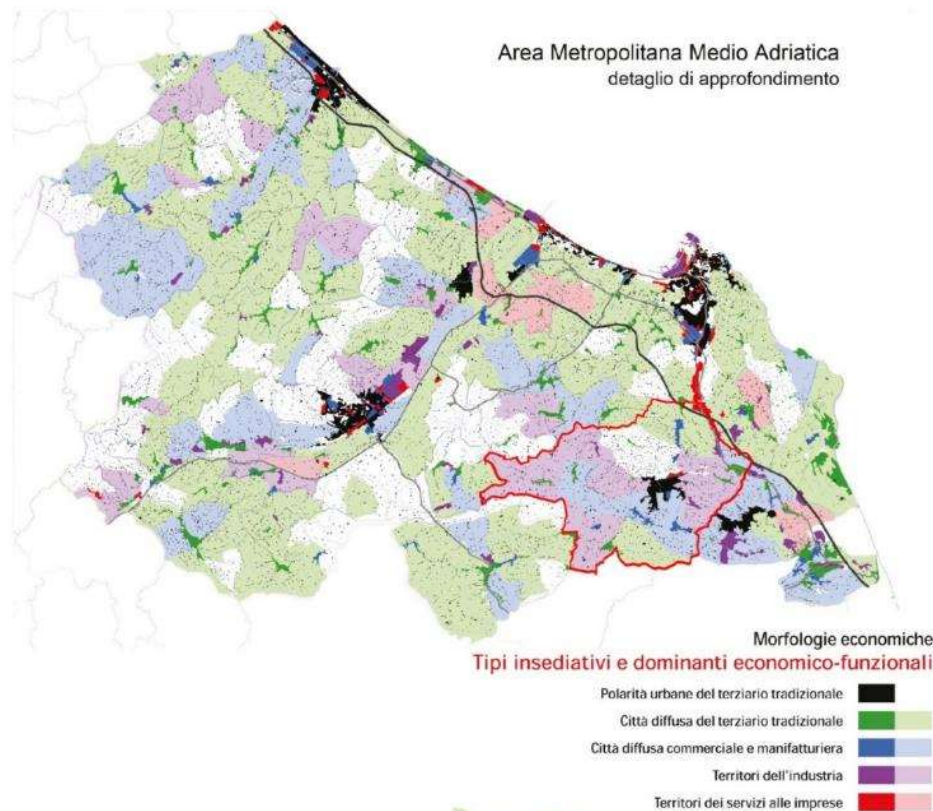 Area Metropolitana Medio Adriatica
detaglio di approfondimento
Morfologie economiche
Tipi insediativi e dominanti economico-funzionali
Polarità urbane del terziario tradizionale
Città diffusa del terziario tradizionale
Città diffusa commerciale e manifatturiera
Territori dell'industria
Territori dei servizi alle imprese